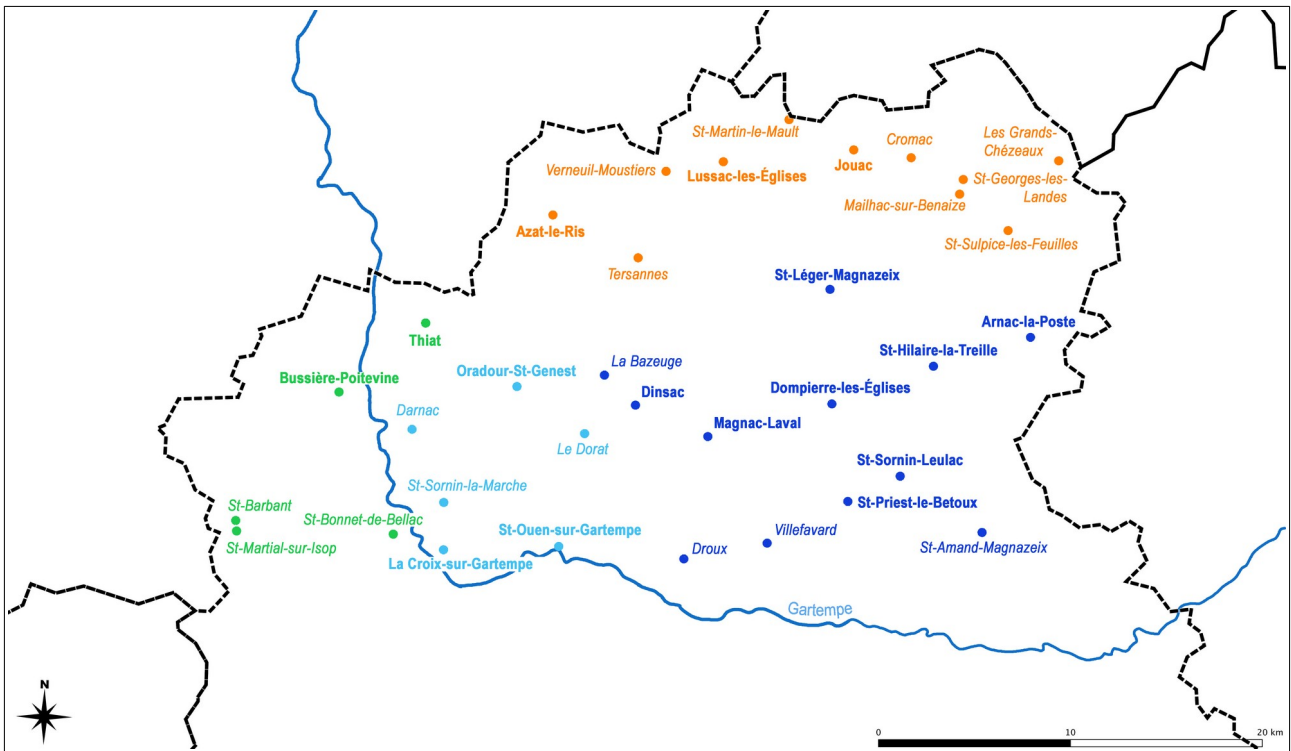 St-Martin-le-Mault
Cromac
Les Grands-
Chézeaux
Verneuil-Moustiers
Lussac-les-Églises
Jouac
St-Georges-les-
Landes
Mailhac-sur-Benaize
Azat-le-Ris
St-Sulpice-les-Feuilles
Tersannes
St-Léger-Magnazeix
Arnac-la-Poste
Thiat
St-Hilaire-la-Treille
La Bazeuge
Oradour-St-Genest
Bussière-Poitevine
Dinsac
Dompierre-les-Églises
Darnac
Magnac-Laval
Le Dorat
St-Sornin-Leulac
St-Sornin-la-Marche
St-Barbant
St-Priest-le-Betoux
St-Bonnet-de-Bellac
St-Ouen-sur-Gartempe
Villefavard
St-Martial-sur-Isop
Droux
St-Amand-Magnazeix
La Croix-sur-Gartempe
Gartempe
N
0 10 20 km